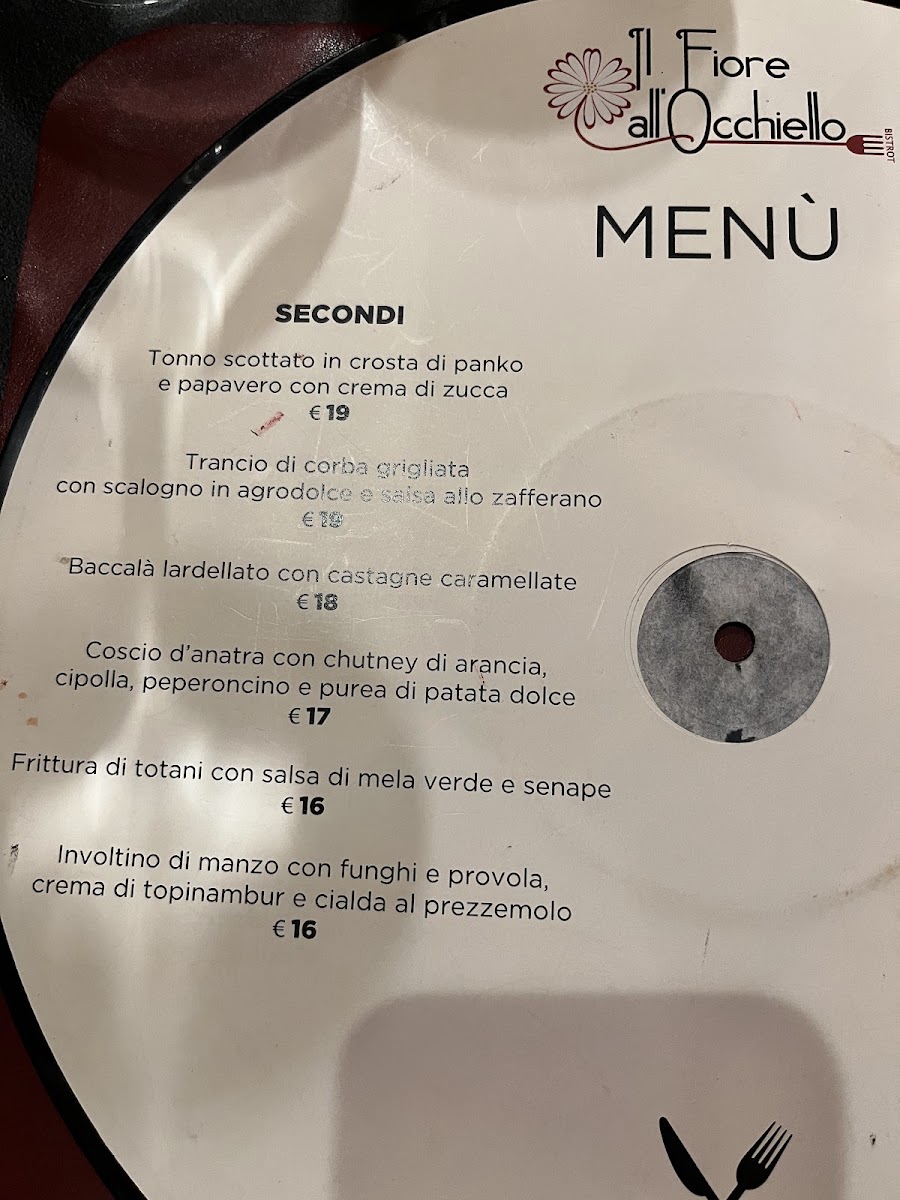 Il Fiore
all'Occhiello
BISTROT
MENÙ
SECONDI
Tonno scottato in crosta di panko
e papavero con crema di zucca
€ 19
Trancio di corba grigliata
con scalogno in agrodolce e salsa allo zafferano
€ 19
Baccalà lardellato con castagne caramellate
€ 18
Coscio d'anatra con chutney di arancia,
cipolla, peperoncino e purea di patata dolce
€ 17
Frittura di totani con salsa di mela verde e senape
€ 16
Involtino di manzo con funghi e provola,
crema di topinambur e cialda al prezzemolo
€ 16